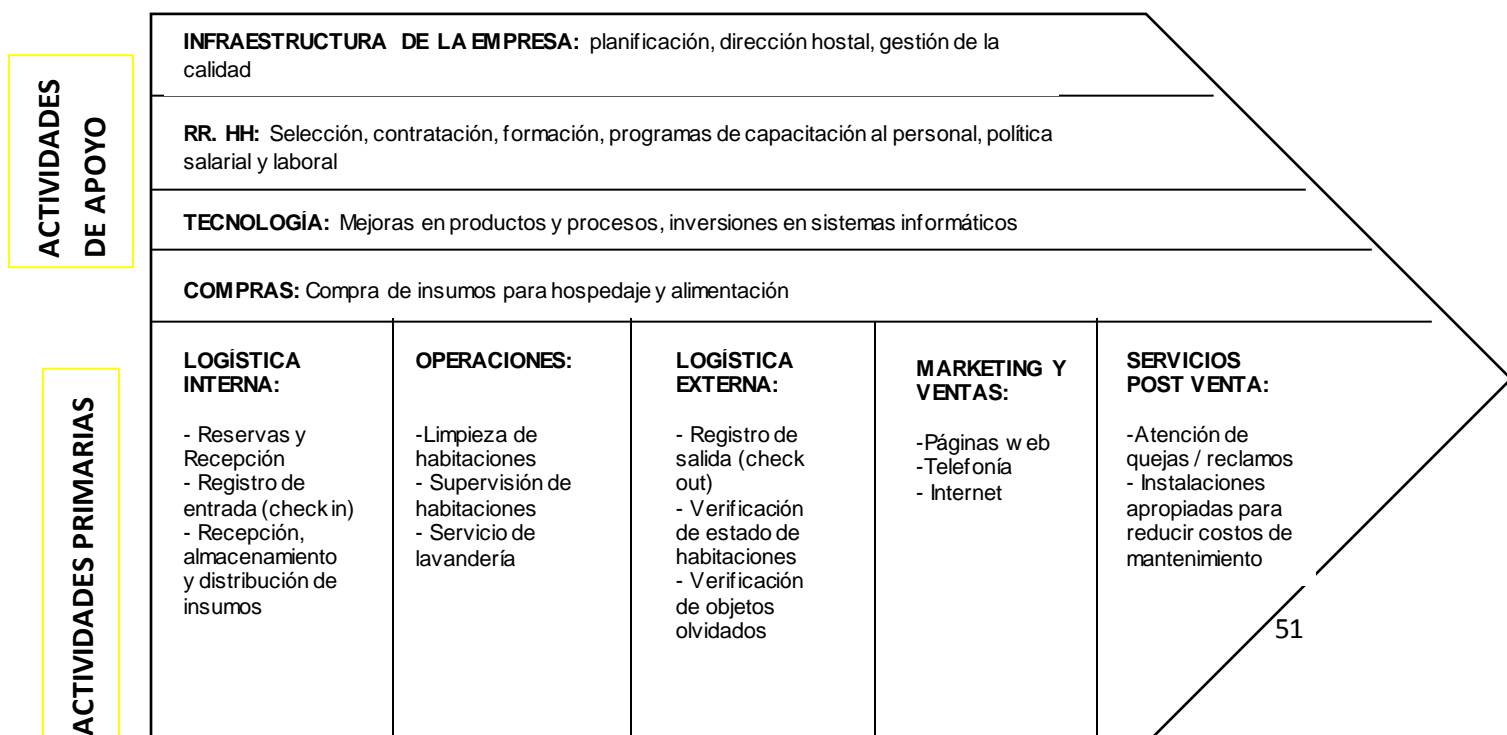 ACTIVIDADES
DE APOYO
INFRAESTRUCTURA DE LA EMPRESA: planificación, dirección hostal, gestión de la
calidad
RR. HH: Selección, contratación, formación, programas de capacitación al personal, política
salarial y laboral
TECNOLOGÍA: Mejoras en productos y procesos, inversiones en sistemas informáticos
COMPRAS: Compra de insumos para hospedaje y alimentación
ACTIVIDADES PRIMARIAS
LOGÍSTICA
INTERNA:
- Reservas y
Recepción
- Registro de
entrada (check in)
- Recepción,
almacenamiento
y distribución de
insumos
OPERACIONES:
-Limpieza de
habitaciones
- Supervisión de
habitaciones
- Servicio de
lavandería
LOGÍSTICA
EXTERNA:
- Registro de
salida (check
out)
- Verificación
de estado de
habitaciones
- Verificación
de objetos
olvidados
MARKETING Y
VENTAS:
-Páginas web
-Telefonía
- Internet
SERVICIOS
POST VENTA:
-Atención de
quejas / reclamos
- Instalaciones
apropiadas para
reducir costos de
mantenimiento
51